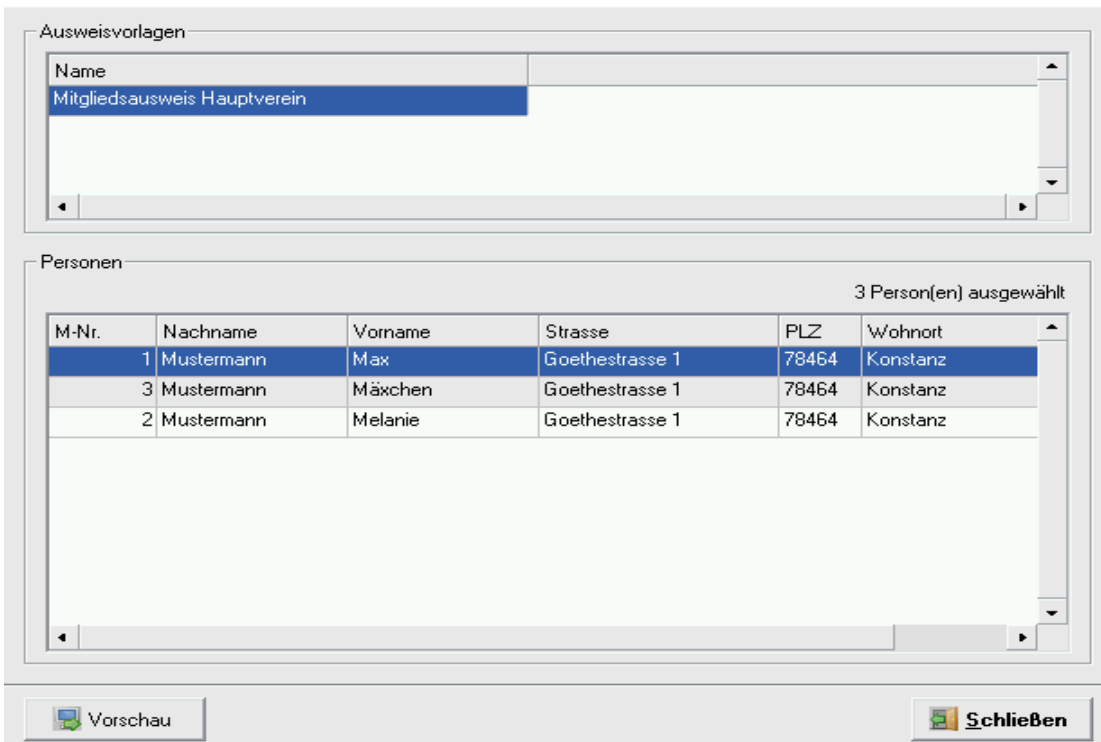 Ausweisvorlagen
Name
Mitgliedsausweis Hauptverein
Personen
3 Person(en) ausgewählt
M-Nr. Nachname Vorname Strasse PLZ Wohnort
1 Mustermann Max Goethestrasse 1 78464 Konstanz
3 Mustermann Mäxchen Goethestrasse 1 78464 Konstanz
2 Mustermann Melanie Goethestrasse 1 78464 Konstanz
Vorschau Schließen